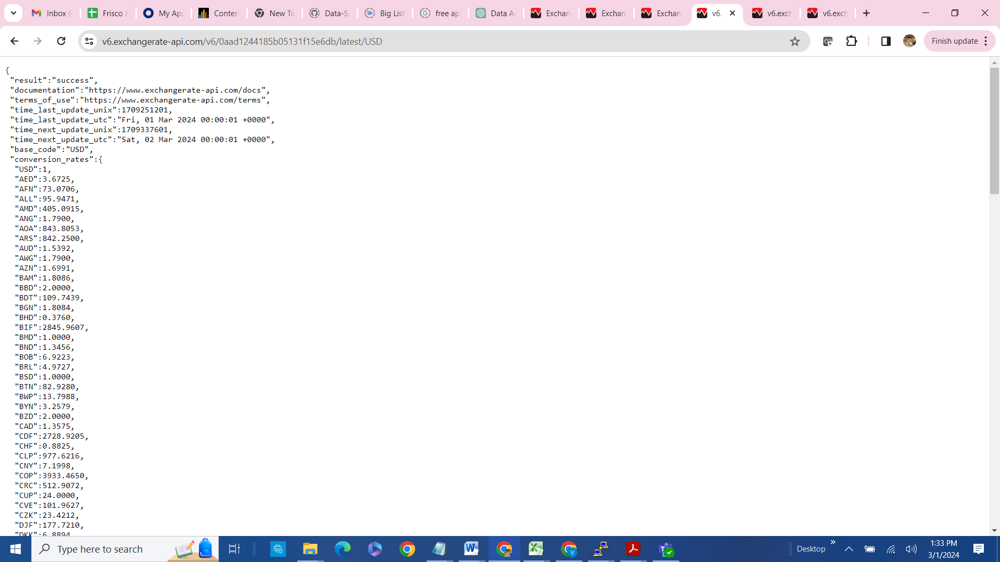 Inbox (
Frisco J
My App
Conten
New Ta
Data-S
Big List
free ap
Data A
Exchan
Exchan
Exchan
v6.
v6.exch
v6.exch
v6.exchangerate-api.com/v6/0aad1244185b05131f15e6db/latest/USD
Finish update
{
"result":"success",
"documentation":"https://www.exchangerate-api.com/docs",
"terms_of_use":"https://www.exchangerate-api.com/terms",
"time_last_update_unix":1709251201,
"time_last_update_utc":"Fri, 01 Mar 2024 00:00:01 +0000",
"time_next_update_unix":1709337601,
"time_next_update_utc":"Sat, 02 Mar 2024 00:00:01 +0000",
"base_code":"USD",
"conversion_rates":{
"USD":1,
"AED":3.6725,
"AFN":73.0706,
"ALL":95.9471,
"AMD":405.0915,
"ANG":1.7900,
"AOA":843.8053,
"ARS":842.2500,
"AUD":1.5392,
"AWG":1.7900,
"AZN":1.6991,
"BAM":1.8086,
"BBD":2.0000,
"BDT":109.7439,
"BGN":1.8084,
"BHD":0.3760,
"BIF":2845.9607,
"BMD":1.0000,
"BND":1.3456,
"BOB":6.9223,
"BRL":4.9727,
"BSD":1.0000,
"BTN":82.9280,
"BWP":13.7988,
"BYN":3.2579,
"BZD":2.0000,
"CAD":1.3575,
"CDF":2728.9205,
"CHF":0.8825,
"CLP":977.6216,
"CNY":7.1998,
"COP":3933.4650,
"CRC":512.9072,
"CUP":24.0000,
"CVE":101.9627,
"CZK":23.4212,
"DJF":177.7210,
"DKK":6.8894,
Type here to search
Desktop
1:33 PM
3/1/2024